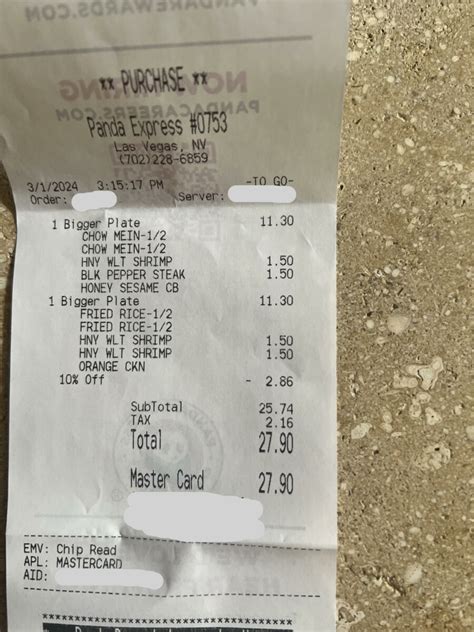 PANDAREWARDS.COM
** PURCHASE **
PANDACAREERS.COM
Panda Express #0753
Las Vegas, NV
(702)228-6859
3/1/2024 3:15:17 PM -TO GO-
Order: Server:
1 Bigger Plate 11.30
CHOW MEIN-1/2
CHOW MEIN-1/2
HNY WLT SHRIMP 1.50
BLK PEPPER STEAK 1.50
HONEY SESAME CB
1 Bigger Plate 11.30
FRIED RICE-1/2
FRIED RICE-1/2
HNY WLT SHRIMP 1.50
HNY WLT SHRIMP 1.50
ORANGE CKN
10% Off - 2.86
SubTotal 25.74
TAX 2.16
Total 27.90
Master Card 27.90
EMV: Chip Read
APL: MASTERCARD
AID: